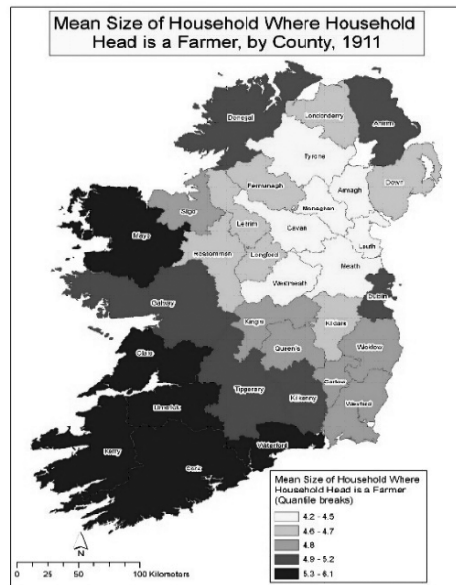 Mean Size of Household Where Household
Head is a Farmer, by County, 1911
Donegal
Londonderry
Antrim
Tyrone
Fermanagh
Armagh
Down
Monaghan
Sligo
Leitrim
Cavan
Louth
Mayo
Roscommon
Longford
Meath
Westmeath
Dublin
Galway
King's
Kildare
Queen's
Wicklow
Clare
Carlow
Tipperary
Kilkenny
Wexford
Limerick
Waterford
Kerry
Cork
Mean Size of Household Where
Household Head is a Farmer
(Quantile breaks)
4.2 - 4.5
4.6 - 4.7
4.8
4.9 - 5.2
5.3 - 6.1
N
0 25 50 100 Kilometers